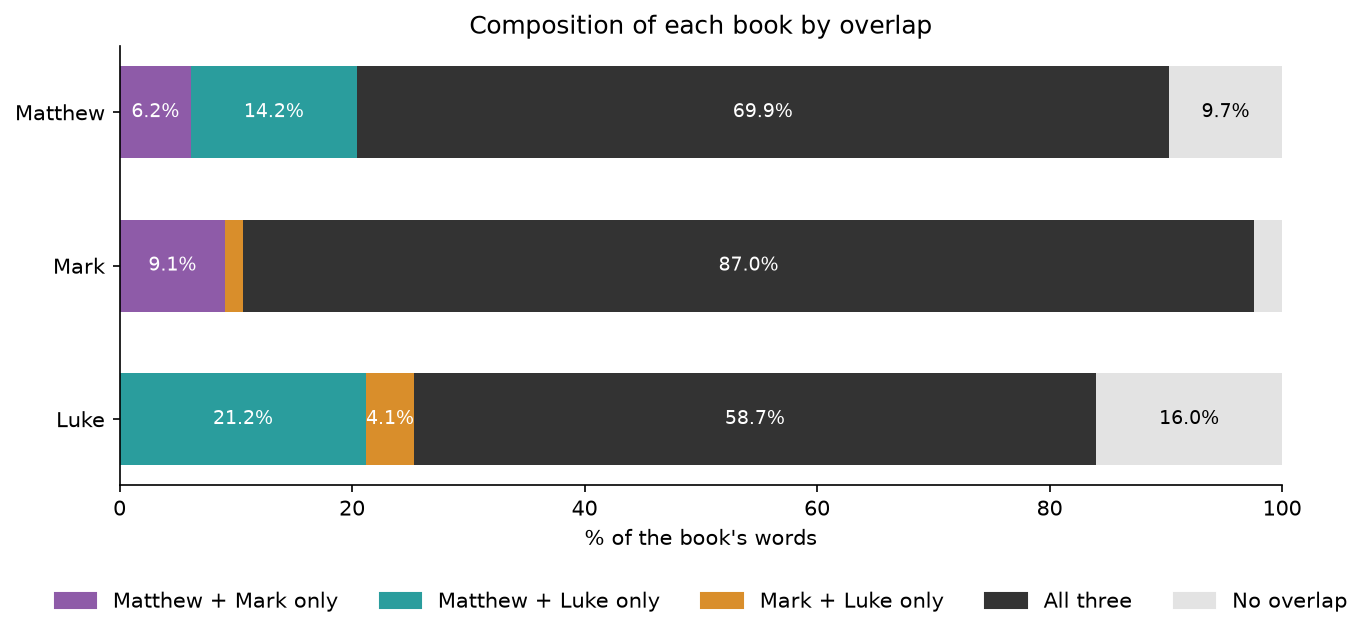 Composition of each book by overlap
Matthew
6.2%
14.2%
69.9%
9.7%
Mark
9.1%
87.0%
Luke
21.2%
4.1%
58.7%
16.0%
0 20 40 60 80 100
% of the book's words
Matthew + Mark only
Matthew + Luke only
Mark + Luke only
All three
No overlap